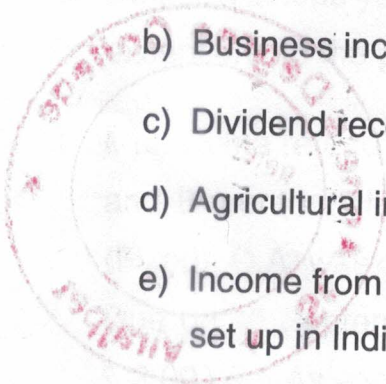 b) Business inc
c) Dividend rec
d) Agricultural i
e) Income from
set up in Indi